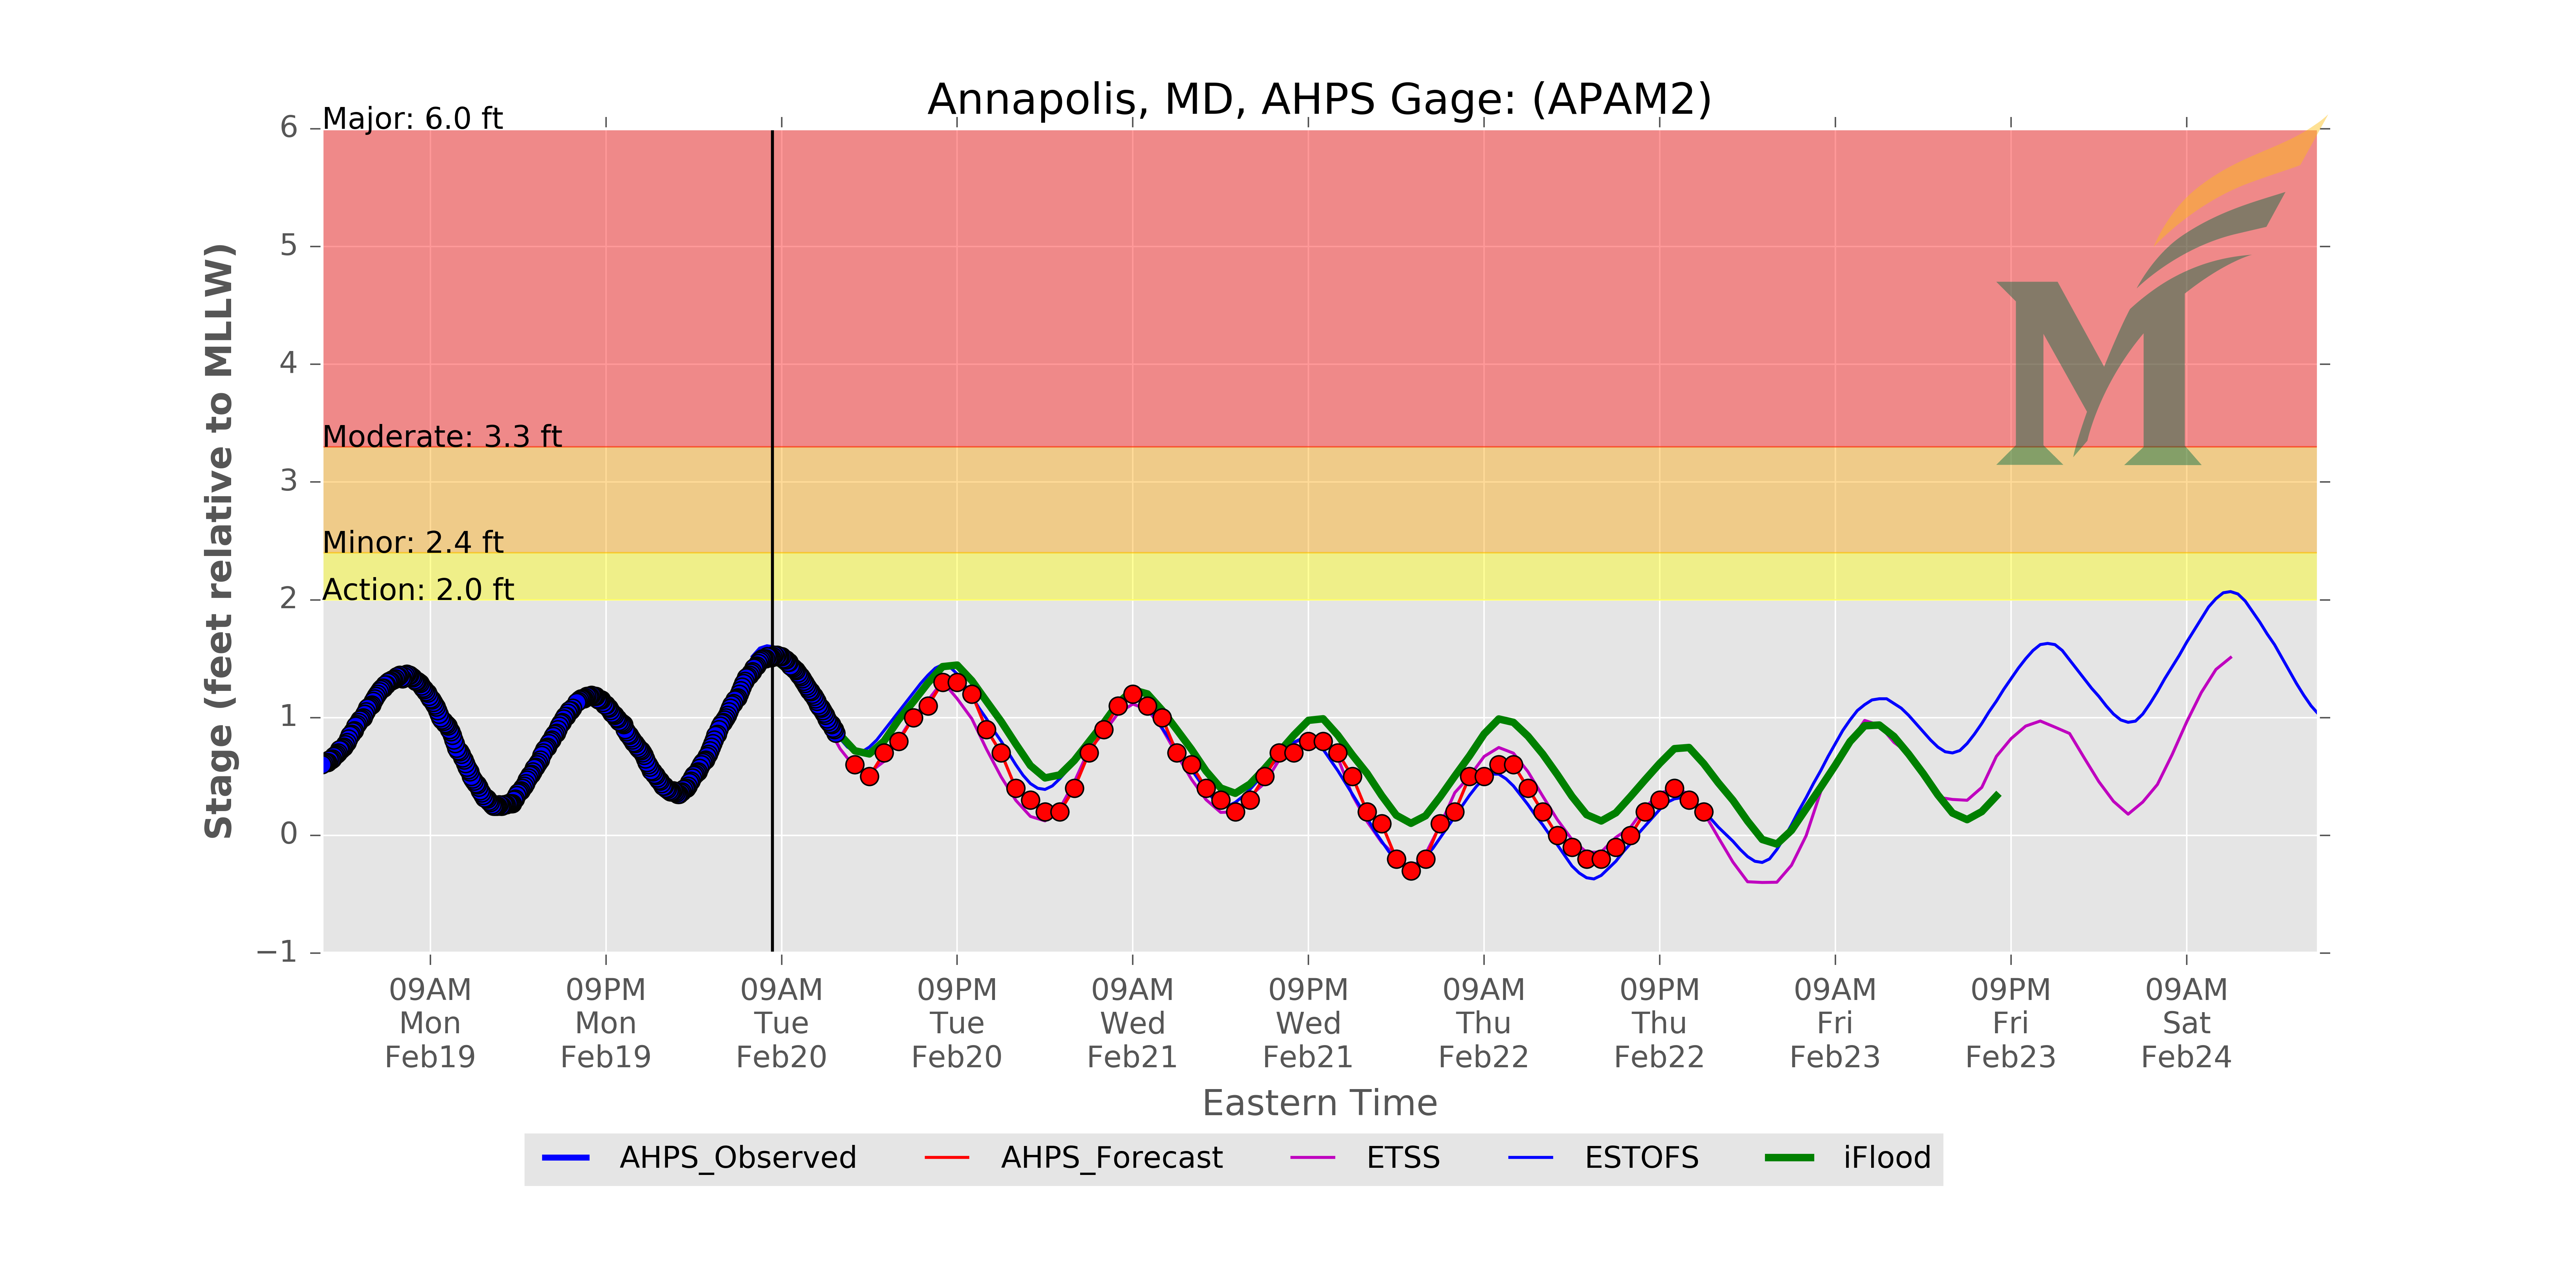 Annapolis, MD, AHPS Gage: (APAM2)
Major: 6.0 ft
Moderate: 3.3 ft
Minor: 2.4 ft
Action: 2.0 ft
Stage (feet relative to MLLW)
6
5
4
3
2
1
0
−1
09AM Mon Feb19
09PM Mon Feb19
09AM Tue Feb20
09PM Tue Feb20
09AM Wed Feb21
09PM Wed Feb21
09AM Thu Feb22
09PM Thu Feb22
09AM Fri Feb23
09PM Fri Feb23
09AM Sat Feb24
Eastern Time
AHPS_Observed AHPS_Forecast ETSS ESTOFS iFlood
M